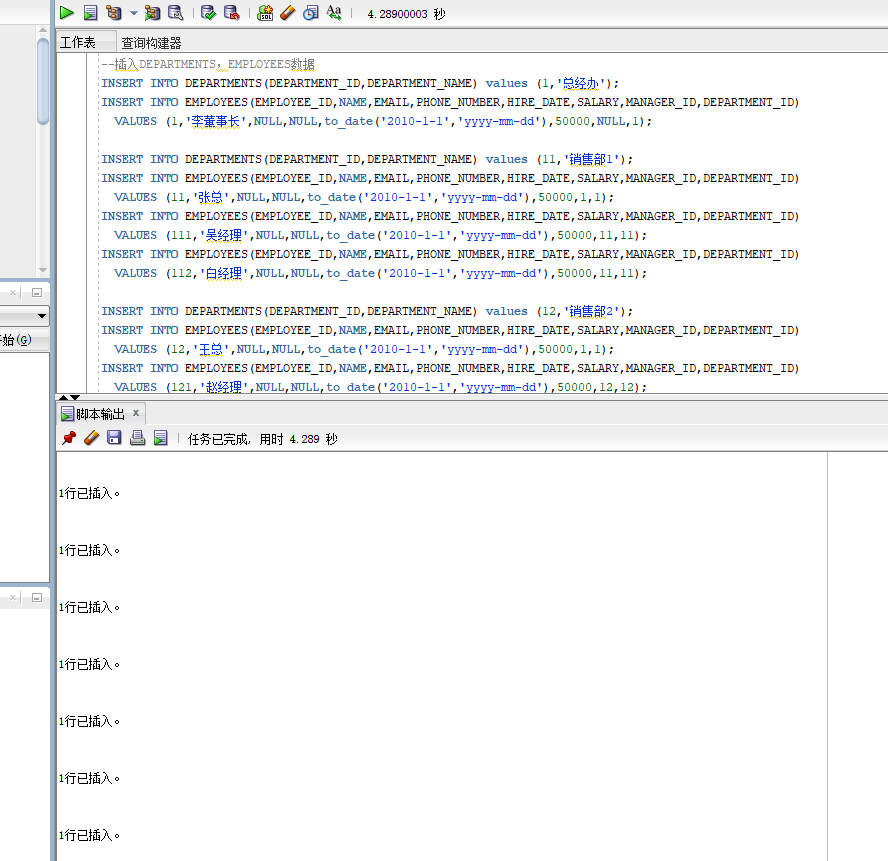 4.28900003 秒
工作表 查询构建器
--插入DEPARTMENTS，EMPLOYEES数据
INSERT INTO DEPARTMENTS(DEPARTMENT_ID,DEPARTMENT_NAME) values (1,'总经办');
INSERT INTO EMPLOYEES(EMPLOYEE_ID,NAME,EMAIL,PHONE_NUMBER,HIRE_DATE,SALARY,MANAGER_ID,DEPARTMENT_ID)
VALUES (1,'李董事长',NULL,NULL,to_date('2010-1-1','yyyy-mm-dd'),50000,NULL,1);
INSERT INTO DEPARTMENTS(DEPARTMENT_ID,DEPARTMENT_NAME) values (11,'销售部1');
INSERT INTO EMPLOYEES(EMPLOYEE_ID,NAME,EMAIL,PHONE_NUMBER,HIRE_DATE,SALARY,MANAGER_ID,DEPARTMENT_ID)
VALUES (11,'张总',NULL,NULL,to_date('2010-1-1','yyyy-mm-dd'),50000,1,1);
INSERT INTO EMPLOYEES(EMPLOYEE_ID,NAME,EMAIL,PHONE_NUMBER,HIRE_DATE,SALARY,MANAGER_ID,DEPARTMENT_ID)
VALUES (111,'吴经理',NULL,NULL,to_date('2010-1-1','yyyy-mm-dd'),50000,11,11);
INSERT INTO EMPLOYEES(EMPLOYEE_ID,NAME,EMAIL,PHONE_NUMBER,HIRE_DATE,SALARY,MANAGER_ID,DEPARTMENT_ID)
VALUES (112,'白经理',NULL,NULL,to_date('2010-1-1','yyyy-mm-dd'),50000,11,11);
INSERT INTO DEPARTMENTS(DEPARTMENT_ID,DEPARTMENT_NAME) values (12,'销售部2');
INSERT INTO EMPLOYEES(EMPLOYEE_ID,NAME,EMAIL,PHONE_NUMBER,HIRE_DATE,SALARY,MANAGER_ID,DEPARTMENT_ID)
VALUES (12,'王总',NULL,NULL,to_date('2010-1-1','yyyy-mm-dd'),50000,1,1);
INSERT INTO EMPLOYEES(EMPLOYEE_ID,NAME,EMAIL,PHONE_NUMBER,HIRE_DATE,SALARY,MANAGER_ID,DEPARTMENT_ID)
VALUES (121,'赵经理',NULL,NULL,to_date('2010-1-1','yyyy-mm-dd'),50000,12,12);
始(G)
脚本输出
任务已完成, 用时 4.289 秒
1行已插入。
1行已插入。
1行已插入。
1行已插入。
1行已插入。
1行已插入。
1行已插入。